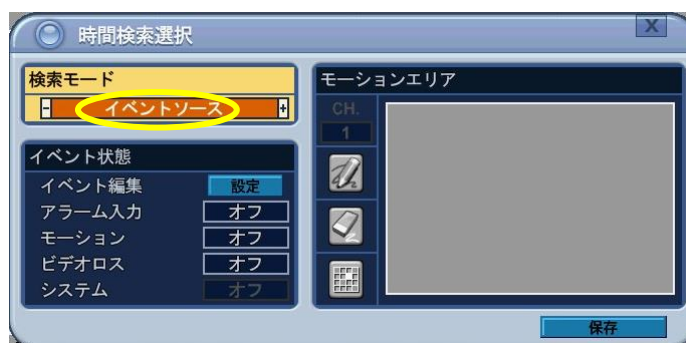 時間検索選択
X
検索モード
- イベントソース +
イベント状態
イベント編集 設定
アラーム入力 オフ
モーション オフ
ビデオロス オフ
システム オフ
モーションエリア
CH.
1
保存